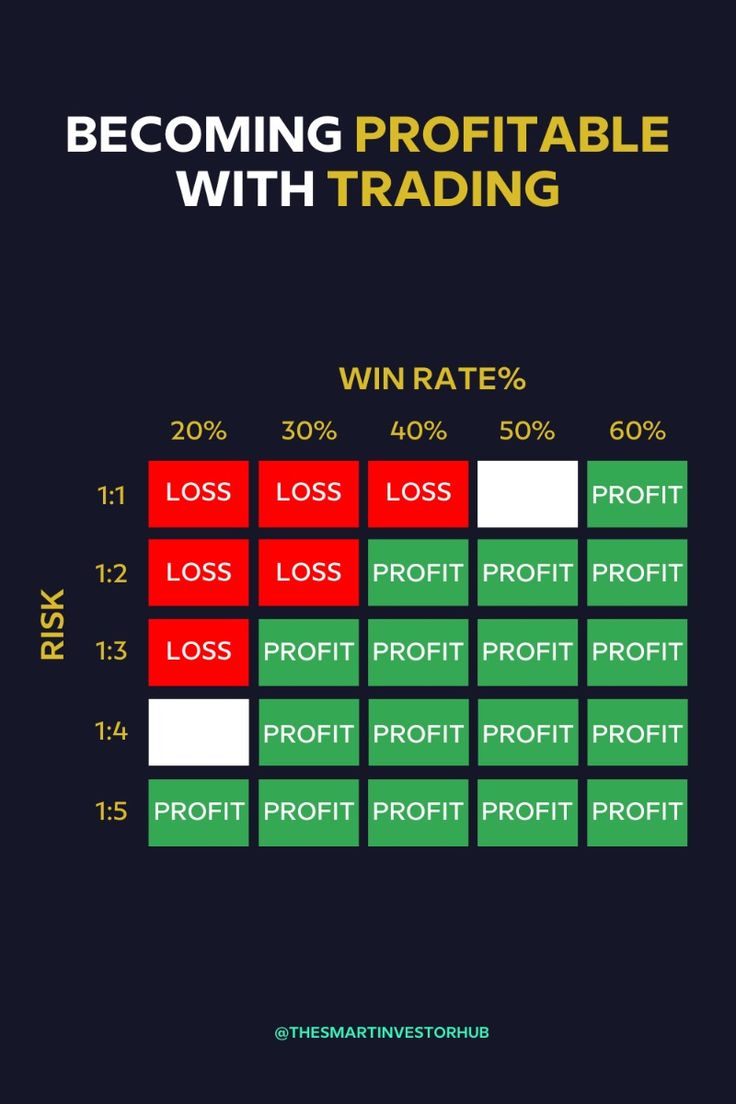 BECOMING PROFITABLE
WITH TRADING
WIN RATE%
20% 30% 40% 50% 60%
1:1 LOSS LOSS LOSS PROFIT
1:2 LOSS LOSS PROFIT PROFIT PROFIT
RISK
1:3 LOSS PROFIT PROFIT PROFIT PROFIT
1:4 PROFIT PROFIT PROFIT PROFIT
1:5 PROFIT PROFIT PROFIT PROFIT PROFIT
@THESMARTINVESTORHUB